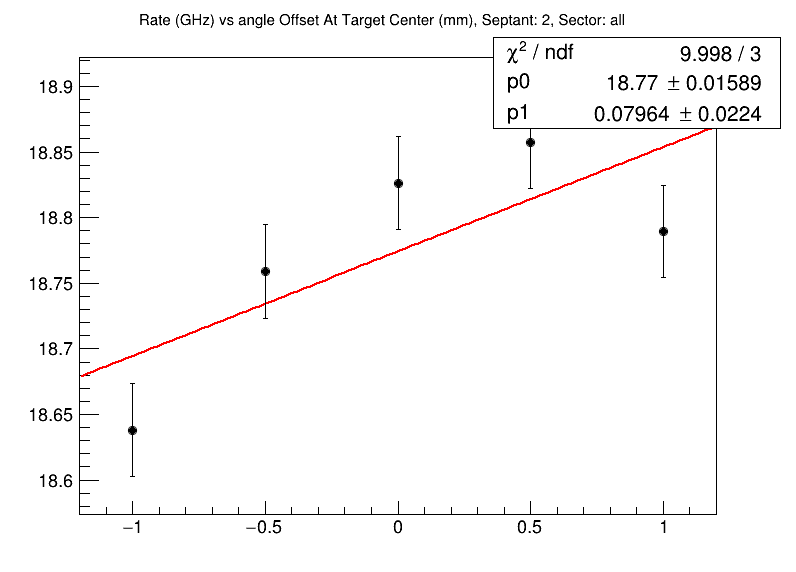 Rate (GHz) vs angle Offset At Target Center (mm), Septant: 2, Sector: all
χ² / ndf 9.998 / 3
p0 18.77 ± 0.01589
p1 0.07964 ± 0.0224
18.9
18.85
18.8
18.75
18.7
18.65
18.6
−1 −0.5 0 0.5 1